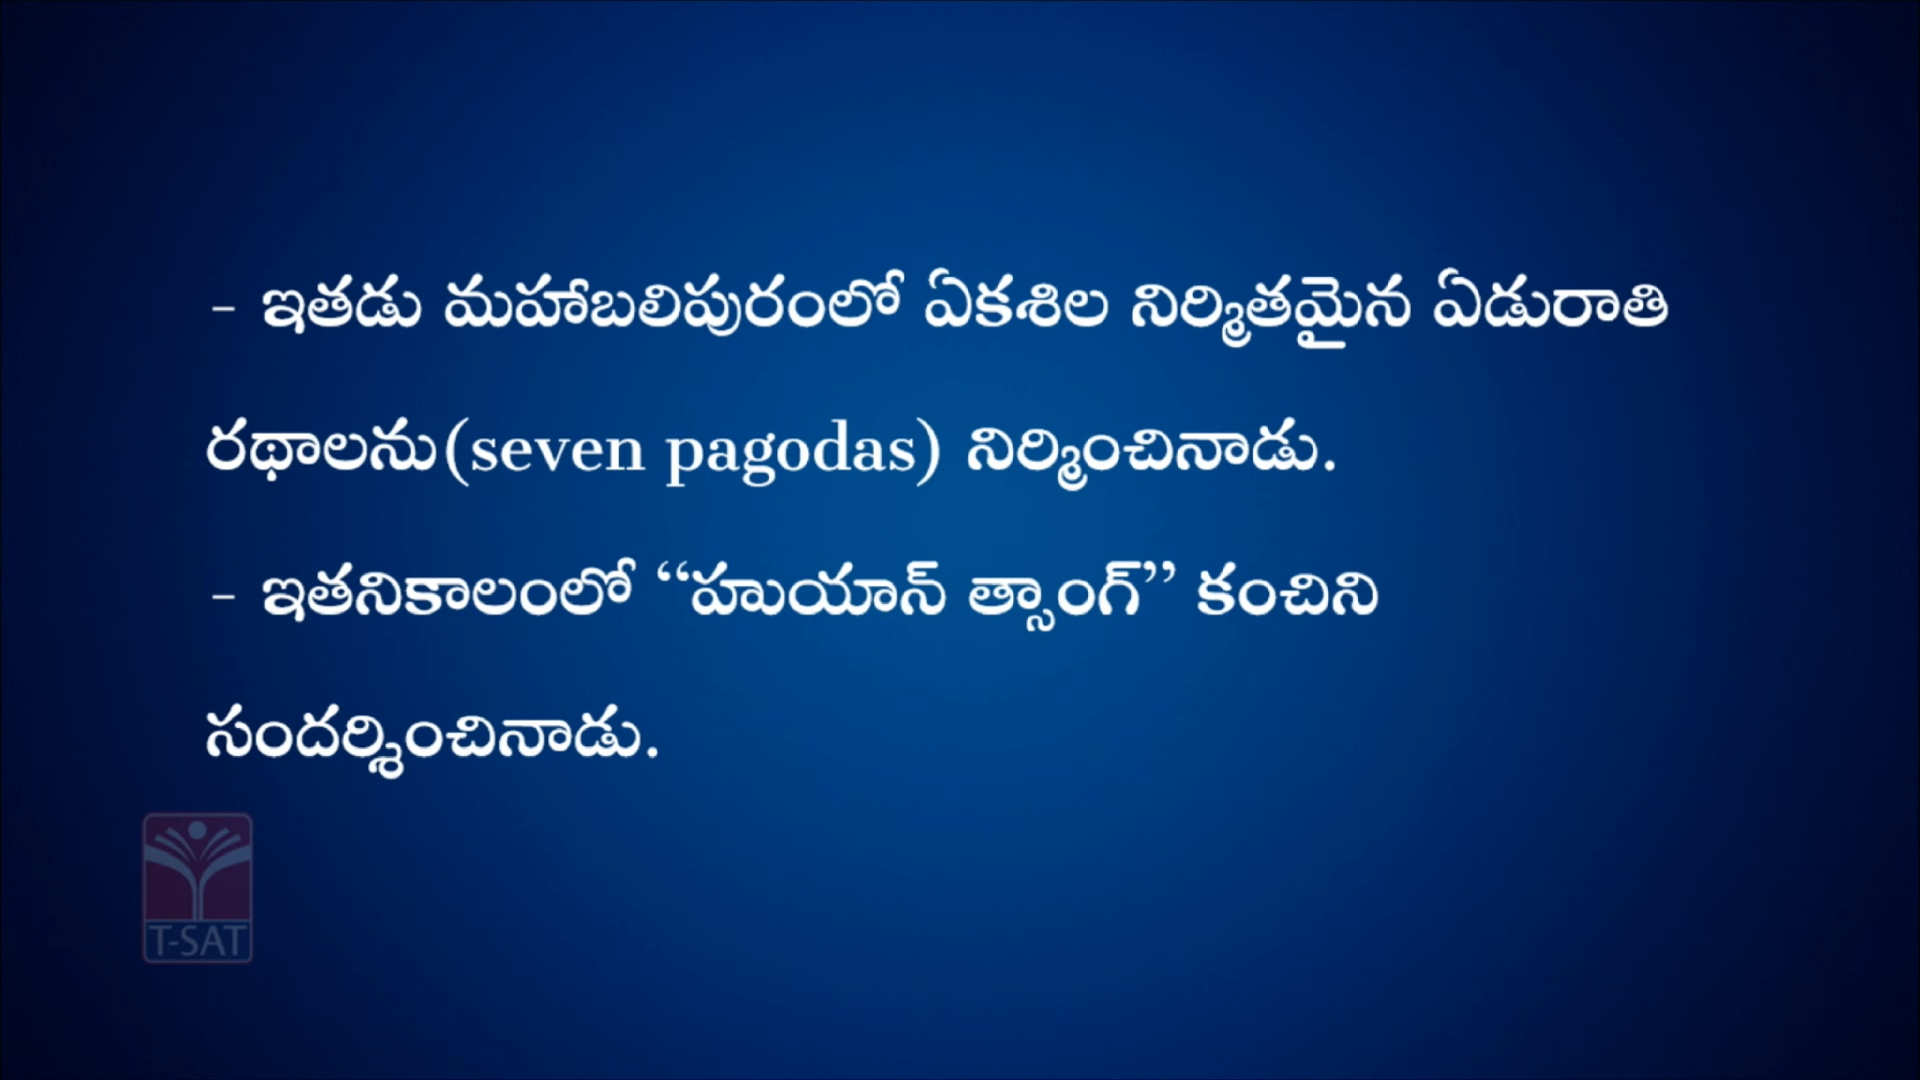 - ఇతడు మహాబలిపురంలో ఏకశిల నిర్మితమైన ఏడురాతి
రథాలను(seven pagodas) నిర్మించినాడు.
- ఇతనికాలంలో “హుయాన్ త్సాంగ్” కంచిని
సందర్శించినాడు.
T-SAT